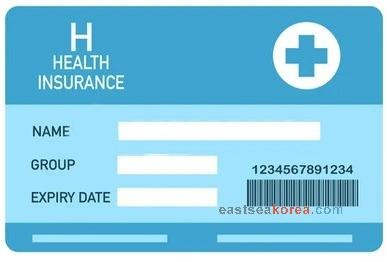 H
HEALTH
INSURANCE
NAME
GROUP
1234567891234
EXPIRY DATE
eastseakorea.com